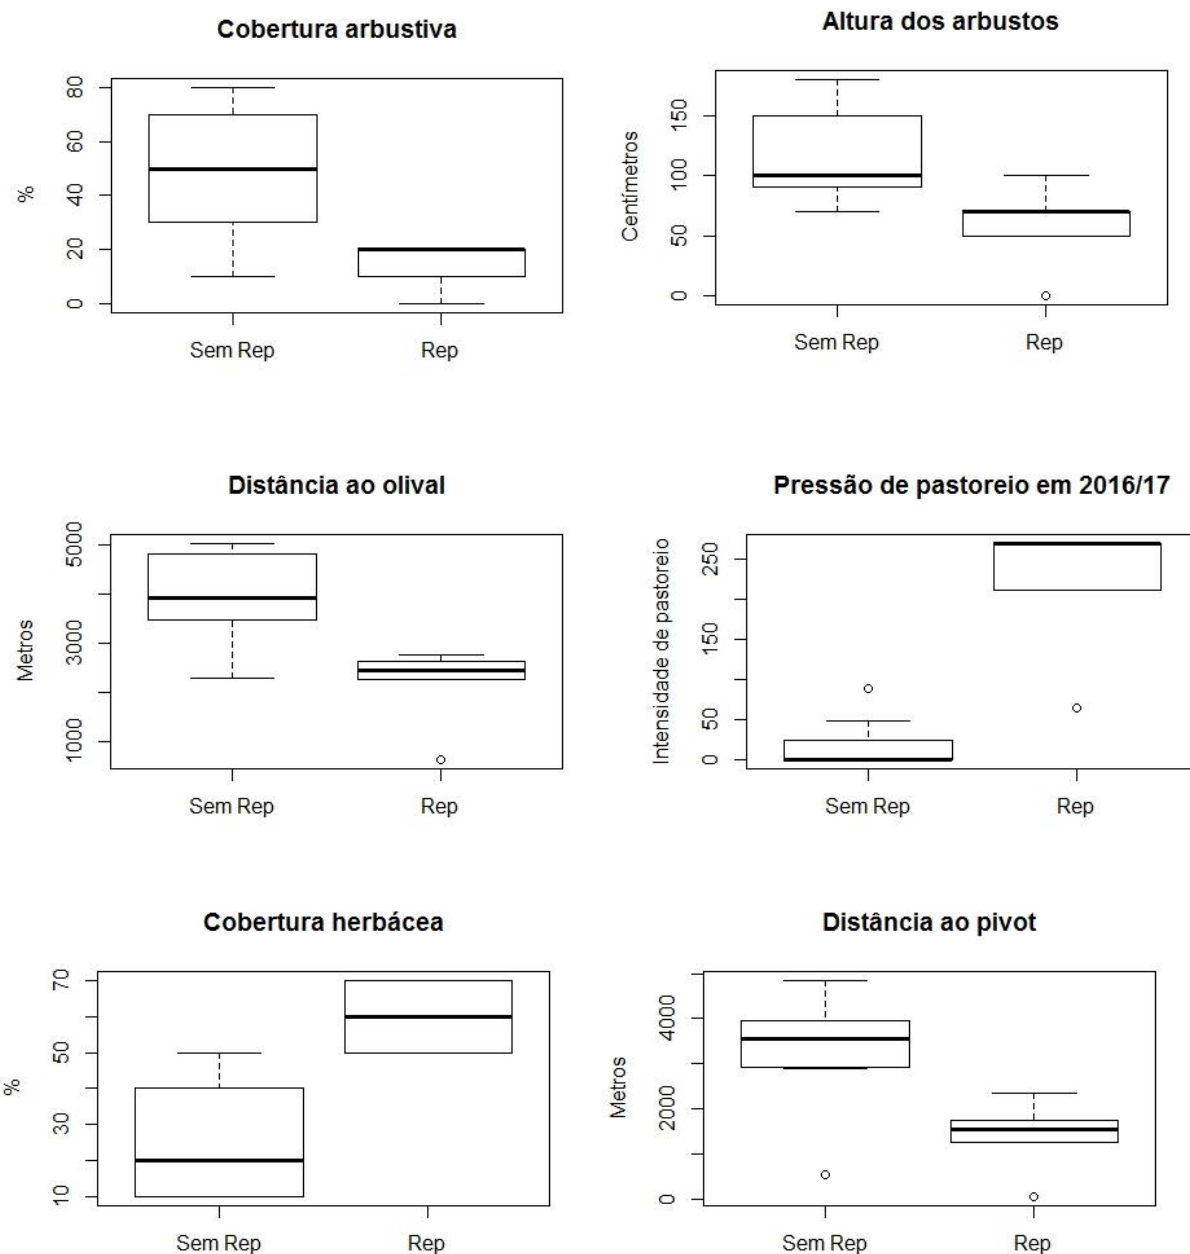 Cobertura arbustiva
80
60
40
20
0
%
Sem Rep
Rep
Altura dos arbustos
150
100
50
0
Centímetros
Sem Rep
Rep
Distância ao olival
5000
3000
1000
Metros
Sem Rep
Rep
Pressão de pastoreio em 2016/17
250
150
50
0
Intensidade de pastoreio
Sem Rep
Rep
Cobertura herbácea
70
50
30
10
%
Sem Rep
Rep
Distância ao pivot
4000
2000
0
Metros
Sem Rep
Rep